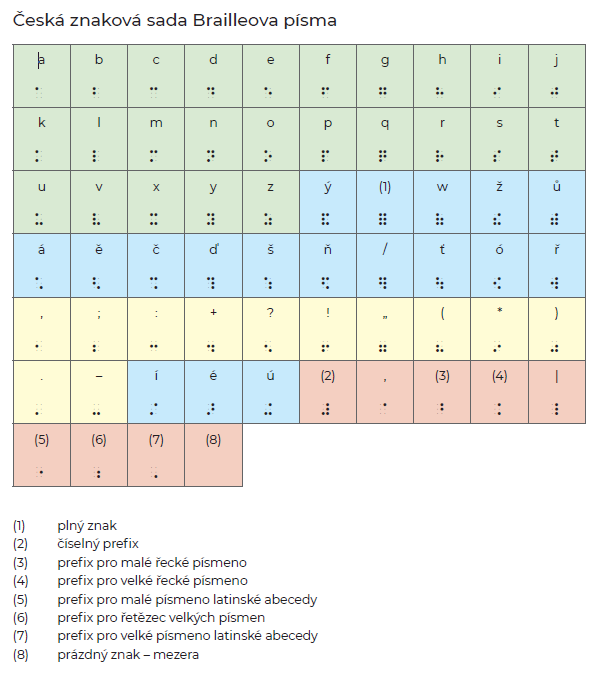 Česká znaková sada Brailleova písma
a b c d e f g h i j
⠁ ⠃ ⠉ ⠙ ⠑ ⠋ ⠛ ⠓ ⠊ ⠚
k l m n o p q r s t
⠅ ⠇ ⠍ ⠝ ⠕ ⠏ ⠟ ⠗ ⠎ ⠞
u v x y z ý (1) w ž ů
⠥ ⠧ ⠭ ⠽ ⠵ ⠯ ⠿ ⠷ ⠮ ⠾
á ě č ď š ň / ť ó ř
⠡ ⠣ ⠩ ⠹ ⠱ ⠫ ⠻ ⠳ ⠪ ⠺
, ; : + ? ! „ ( * )
⠂ ⠆ ⠒ ⠲ ⠢ ⠖ ⠶ ⠦ ⠔ ⠴
. – í é ú (2) , (3) (4) |
⠄ ⠤ ⠌ ⠜ ⠬ ⠼ ⠈ ⠘ ⠨ ⠸
(5) (6) (7) (8)
⠐ ⠰ ⠠
(1) plný znak
(2) číselný prefix
(3) prefix pro malé řecké písmeno
(4) prefix pro velké řecké písmeno
(5) prefix pro malé písmeno latinské abecedy
(6) prefix pro řetězec velkých písmen
(7) prefix pro velké písmeno latinské abecedy
(8) prázdný znak – mezera